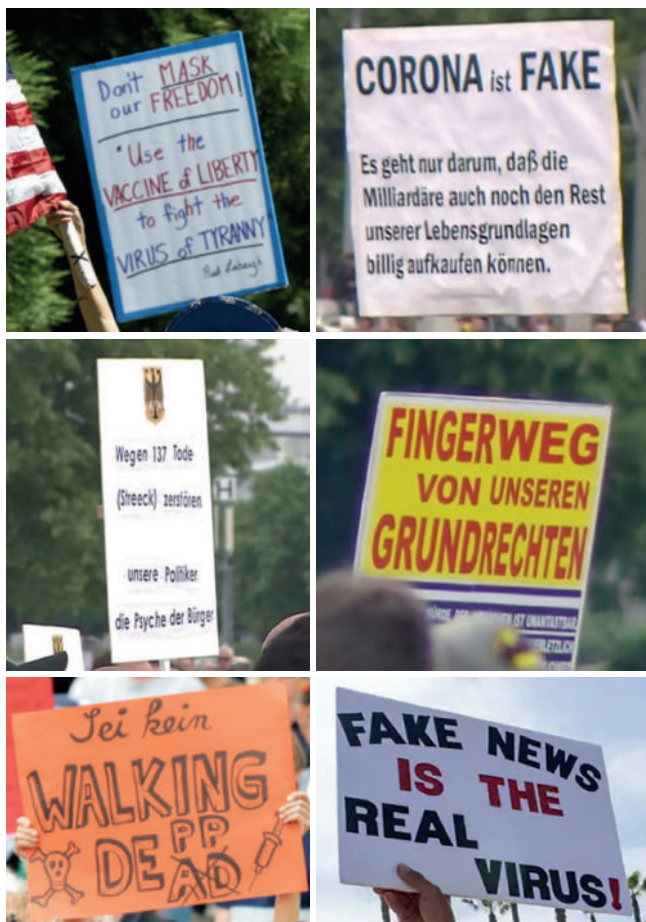 Don't MASK
our FREEDOM!
"Use the
VACCINE of LIBERTY
to fight the
VIRUS of TYRANNY"
CORONA ist FAKE
Es geht nur darum, daß die
Milliardäre auch noch den Rest
unserer Lebensgrundlagen
billig aufkaufen können.
Wegen 137 Tode
(Streeck) zerstören
unsere Politiker
die Psyche der Bürger
H
FINGERWEG
VON UNSEREN
GRUNDRECHTEN
IST UNANTASTBAR
Sei kein
WALKING
PP
DEAD
FAKE NEWS
IS THE
REAL
VIRUS!